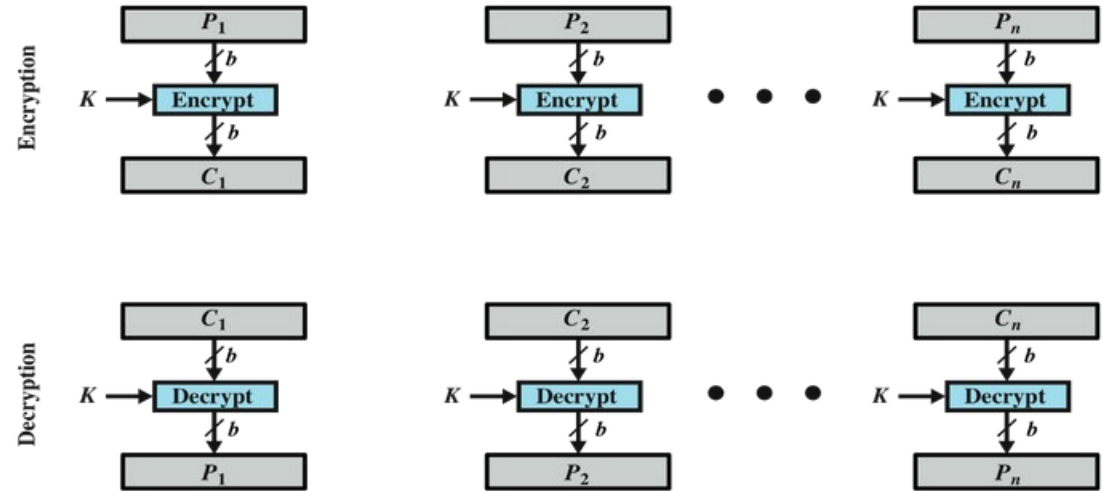 Encryption
P1 P2 Pn
b b b
K Encrypt K Encrypt K Encrypt
b b b
C1 C2 Cn
Decryption
C1 C2 Cn
b b b
K Decrypt K Decrypt K Decrypt
b b b
P1 P2 Pn